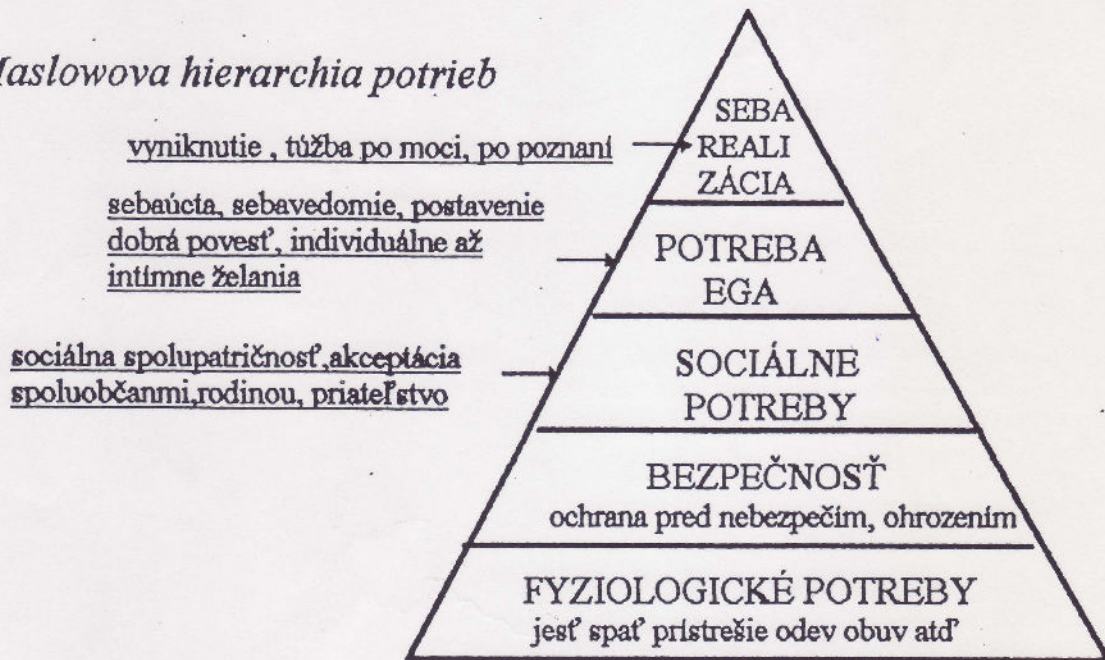 Maslowova hierarchia potrieb
vyniknutie , túžba po moci, po poznaní
sebaúcta, sebavedomie, postavenie
dobrá povesť, individuálne až
intímne želania
sociálna spolupatričnosť,akceptácia
spoluobčanmi,rodinou, priateľstvo
SEBA
REALI
ZÁCIA
POTREBA
EGA
SOCIÁLNE
POTREBY
BEZPEČNOSŤ
ochrana pred nebezpečím, ohrozením
FYZIOLOGICKÉ POTREBY
jesť spať prístrešie odev obuv atď